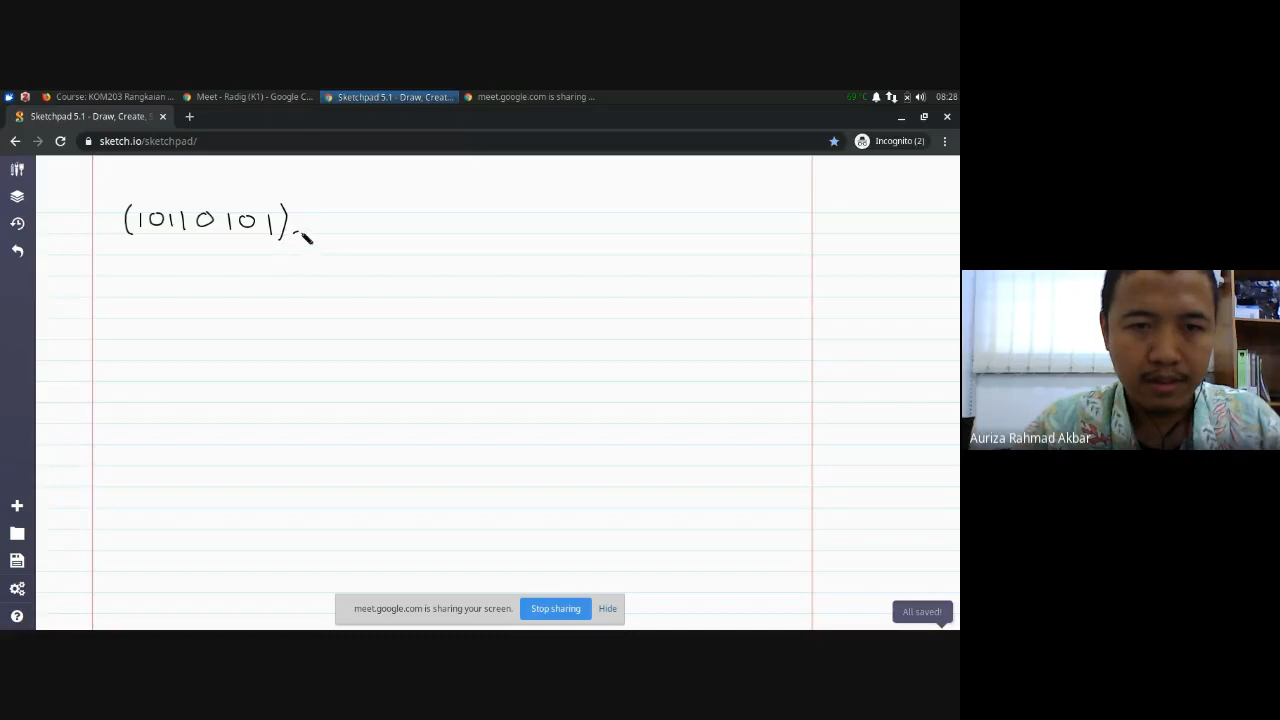 Course: KOM203 Rangkaian ...
Meet - Radig (K1) - Google C...
Sketchpad 5.1 - Draw, Creat...
meet.google.com is sharing ...
69 °C
08:28
Sketchpad 5.1 - Draw, Create, S
sketch.io/sketchpad/
Incognito (2)
(10110101)
Auriza Rahmad Akbar
meet.google.com is sharing your screen.
Stop sharing
Hide
All saved!